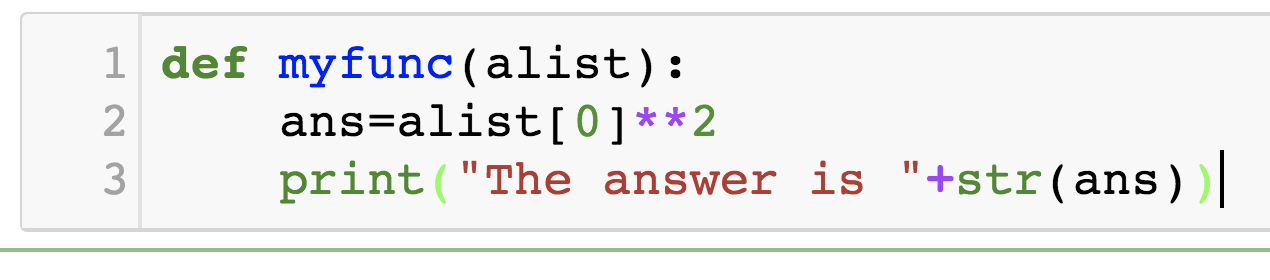 1 def myfunc(alist):
2     ans=alist[0]**2
3     print("The answer is "+str(ans))